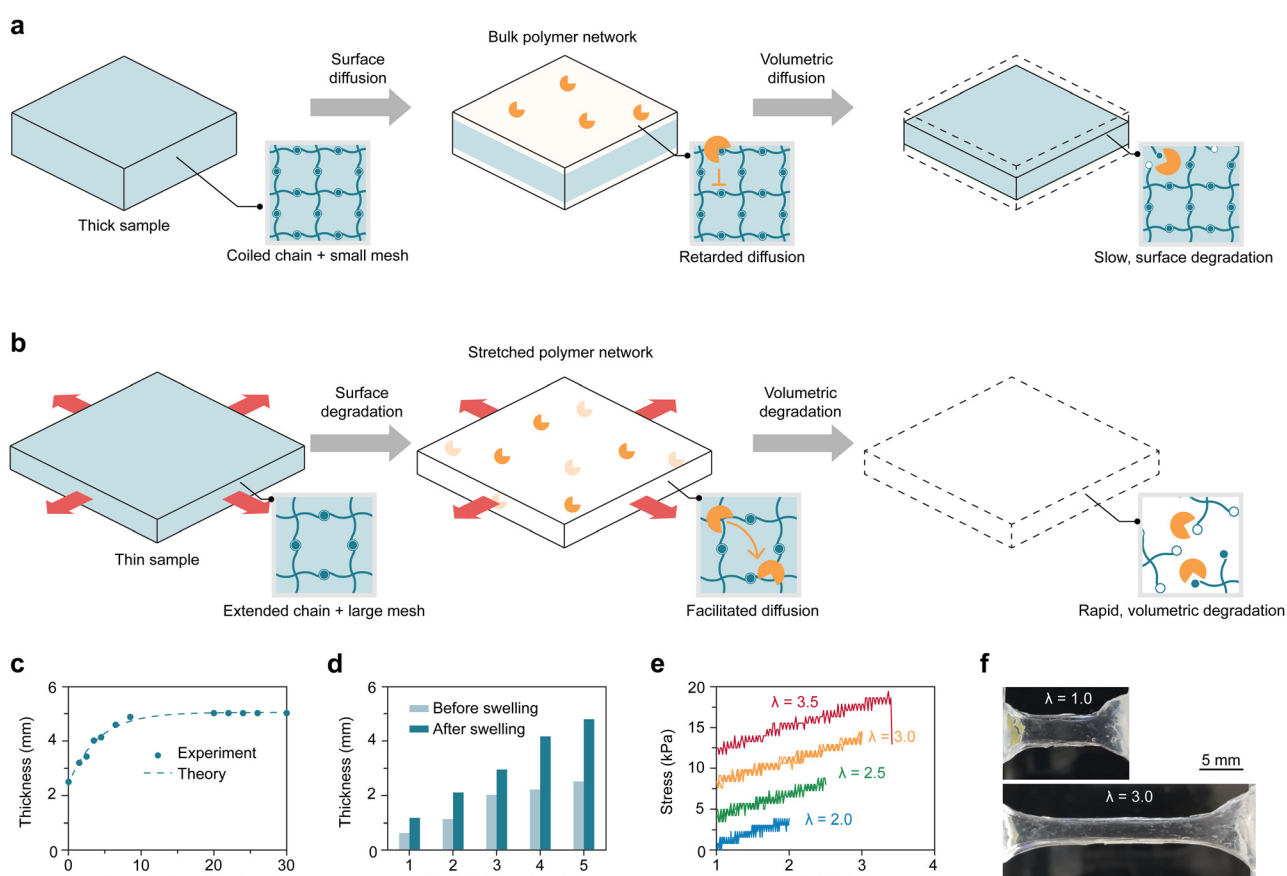 a
Bulk polymer network
Surface
diffusion
Volumetric
diffusion
Thick sample
Coiled chain + small mesh
Retarded diffusion
Slow, surface degradation
b
Stretched polymer network
Surface
degradation
Volumetric
degradation
Thin sample
Extended chain + large mesh
Facilitated diffusion
Rapid, volumetric degradation
c
Thickness (mm)
6
4
2
0
Experiment
Theory
0 10 20 30
d
Thickness (mm)
6
4
2
0
Before swelling
After swelling
1 2 3 4 5
e
Stress (kPa)
20
15
10
5
0
λ = 3.5
λ = 3.0
λ = 2.5
λ = 2.0
1 2 3 4
f
λ = 1.0
5 mm
λ = 3.0